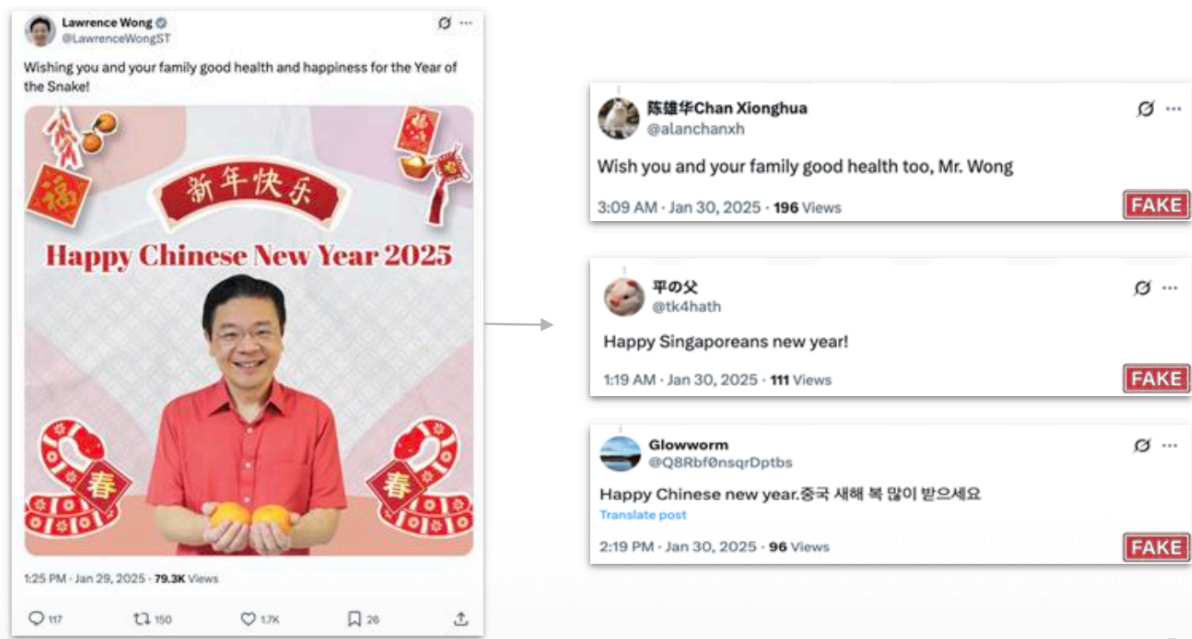 Lawrence Wong
@LawrenceWongST
Wishing you and your family good health and happiness for the Year of
the Snake!
福
福
新年快乐
Happy Chinese New Year 2025
春
春
1:25 PM · Jan 29, 2025 · 79.3K Views
117
150
1.7K
26
陈雄华Chan Xionghua
@alanchanxh
Wish you and your family good health too, Mr. Wong
3:09 AM · Jan 30, 2025 · 196 Views
FAKE
平の父
@tk4hath
Happy Singaporeans new year!
1:19 AM · Jan 30, 2025 · 111 Views
FAKE
Glowworm
@Q8Rbf0nsqrDptbs
Happy Chinese new year.중국 새해 복 많이 받으세요
Translate post
2:19 PM · Jan 30, 2025 · 96 Views
FAKE